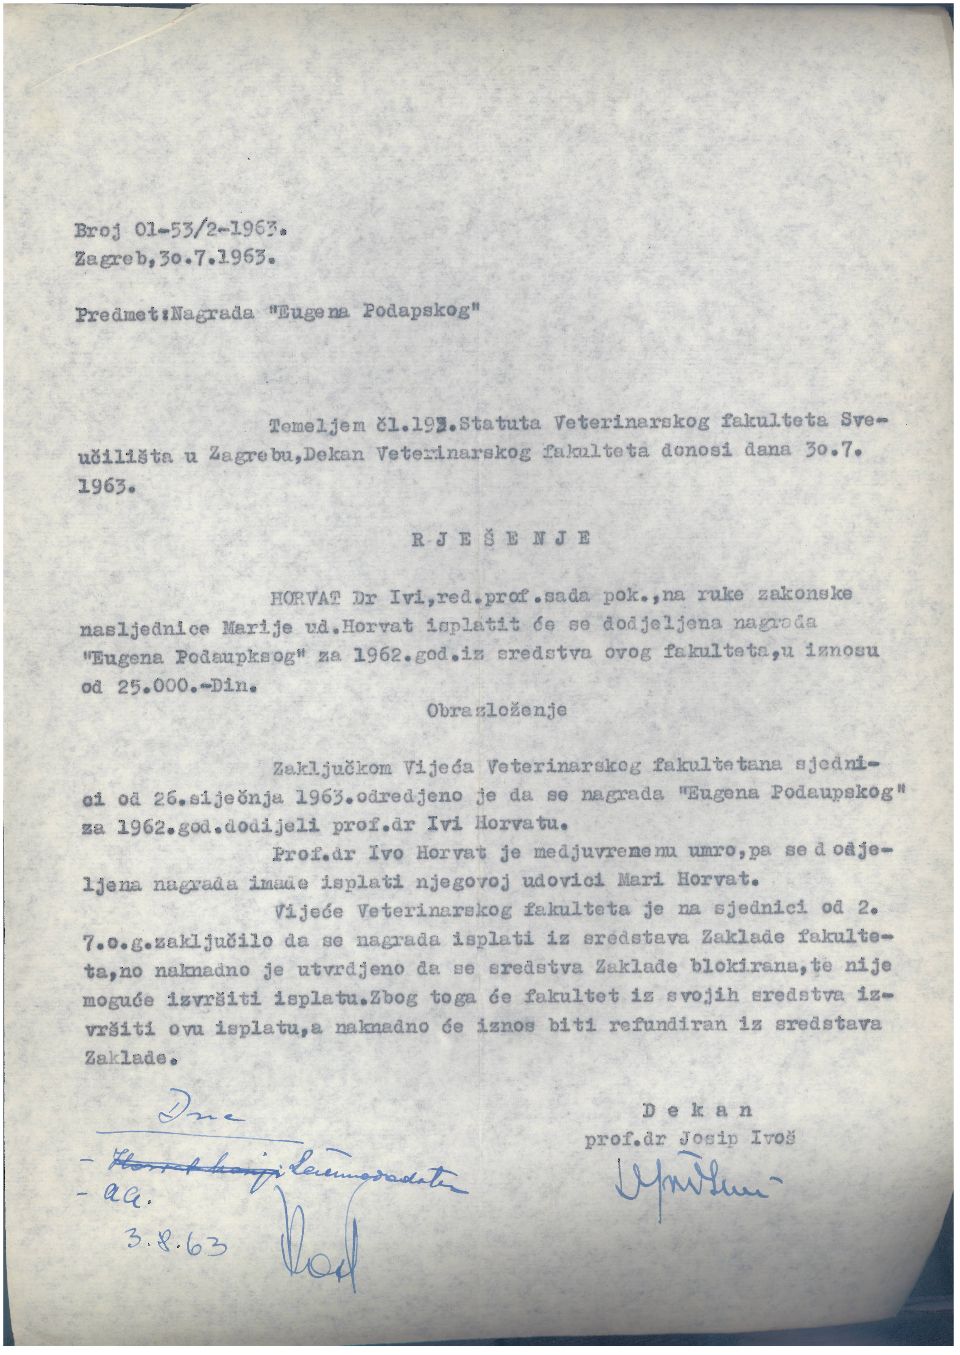 Broj 01-53/2-1963.
Zagreb,3o.7.1963.
Predmet:Nagrada "Eugena Podapskog"
Temeljem čl.193.Statuta Veterinarskog fakulteta Sve-
učilišta u Zagrebu,Dekan Veterinarskog fakulteta donosi dana 3o.7.
1963.
R J E Š E N J E
HORVAT Dr Ivi,red.prof.sada pok.,na ruke zakonske
nasljednice Marije ud.Horvat isplatit će se dodjeljena nagrada
"Eugena Podaupksog" za 1962.god.iz sredstva ovog fakulteta,u iznosu
od 25.000.-Din.
Obrazloženje
Zaključkom Vijeća Veterinarskog fakultetana sjedni-
ci od 26.siječnja 1963.odredjeno je da se nagrada "Eugena Podaupskog"
za 1962.god.dodijeli prof.dr Ivi Horvatu.
Prof.dr Ivo Horvat je medjuvremenu umro,pa se dodje-
ljena nagrada imade isplati njegovoj udovici Mari Horvat.
Vijeće Veterinarskog fakulteta je na sjednici od 2.
7.o.g.zaključilo da se nagrada isplati iz sredstava Zaklade fakulte-
ta,no naknadno je utvrdjeno da se sredstva Zaklade blokirana,te nije
moguće izvršiti isplatu.Zbog toga će fakultet iz svojih sredstva iz-
vršiti ovu isplatu,a naknadno će iznos biti refundiran iz sredstava
Zaklade.
D e k a n
prof.dr Josip Ivoš
- aa.
3.8.63